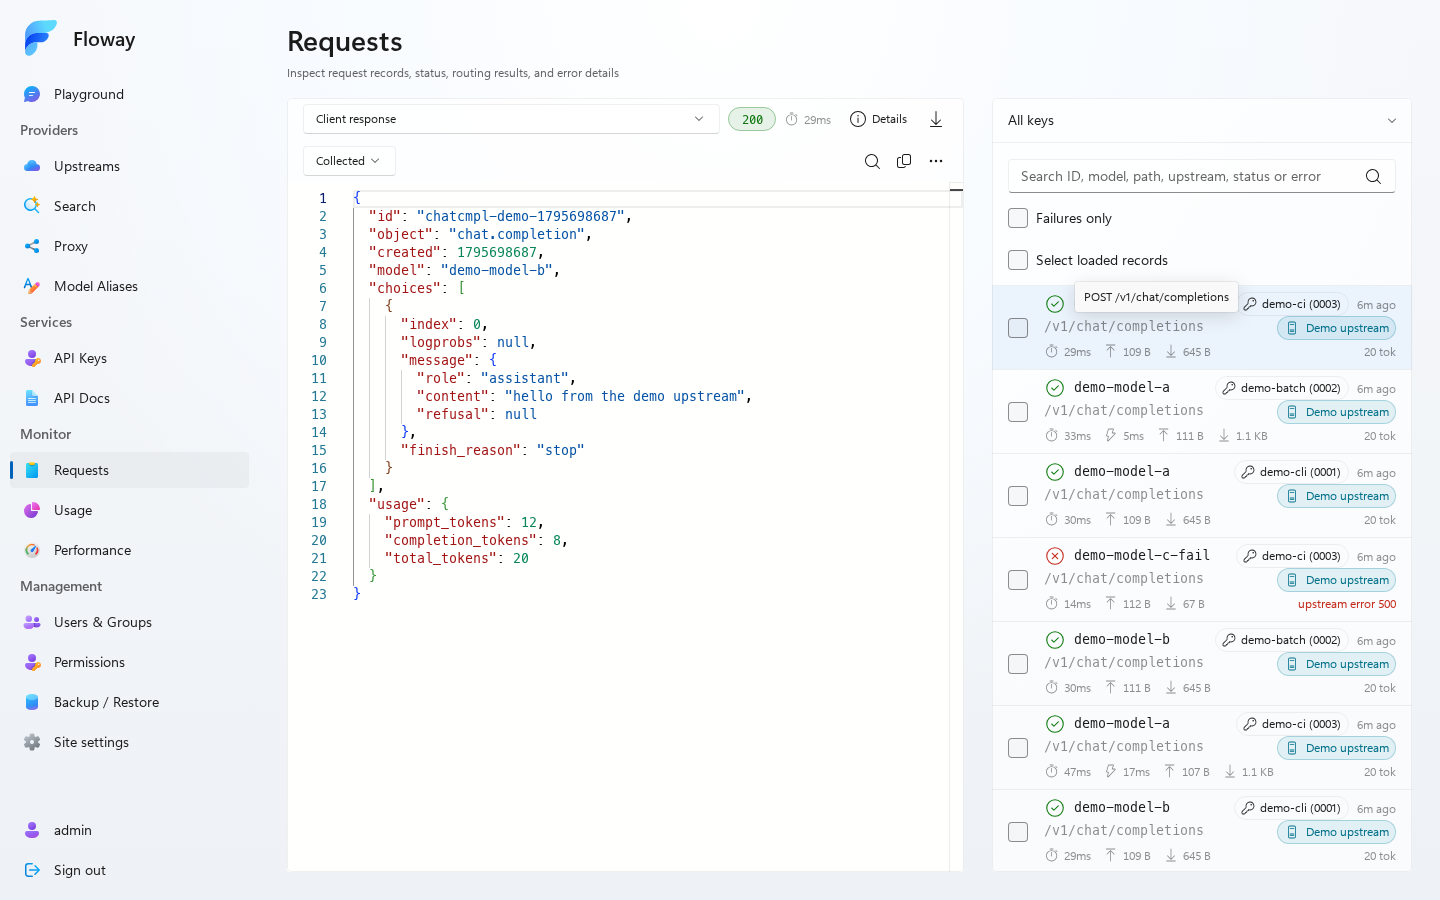 Floway
Playground
Providers
Upstreams
Search
Proxy
Model Aliases
Services
API Keys
API Docs
Monitor
Requests
Usage
Performance
Management
Users & Groups
Permissions
Backup / Restore
Site settings
admin
Sign out
Requests
Inspect request records, status, routing results, and error details
Client response
200
29ms
Details
Collected
1 {
2 "id": "chatcmpl-demo-1795698687",
3 "object": "chat.completion",
4 "created": 1795698687,
5 "model": "demo-model-b",
6 "choices": [
7 {
8 "index": 0,
9 "logprobs": null,
10 "message": {
11 "role": "assistant",
12 "content": "hello from the demo upstream",
13 "refusal": null
14 },
15 "finish_reason": "stop"
16 }
17 ],
18 "usage": {
19 "prompt_tokens": 12,
20 "completion_tokens": 8,
21 "total_tokens": 20
22 }
23 }
All keys
Search ID, model, path, upstream, status or error
Failures only
Select loaded records
POST /v1/chat/completions
demo-ci (0003) 6m ago
/v1/chat/completions Demo upstream
29ms 109 B 645 B 20 tok
demo-model-a demo-batch (0002) 6m ago
/v1/chat/completions Demo upstream
33ms 5ms 111 B 1.1 KB 20 tok
demo-model-a demo-cli (0001) 6m ago
/v1/chat/completions Demo upstream
30ms 109 B 645 B 20 tok
demo-model-c-fail demo-ci (0003) 6m ago
/v1/chat/completions Demo upstream
14ms 112 B 67 B upstream error 500
demo-model-b demo-batch (0002) 6m ago
/v1/chat/completions Demo upstream
30ms 111 B 645 B 20 tok
demo-model-a demo-ci (0003) 6m ago
/v1/chat/completions Demo upstream
47ms 17ms 107 B 1.1 KB 20 tok
demo-model-b demo-cli (0001) 6m ago
/v1/chat/completions Demo upstream
29ms 109 B 645 B 20 tok